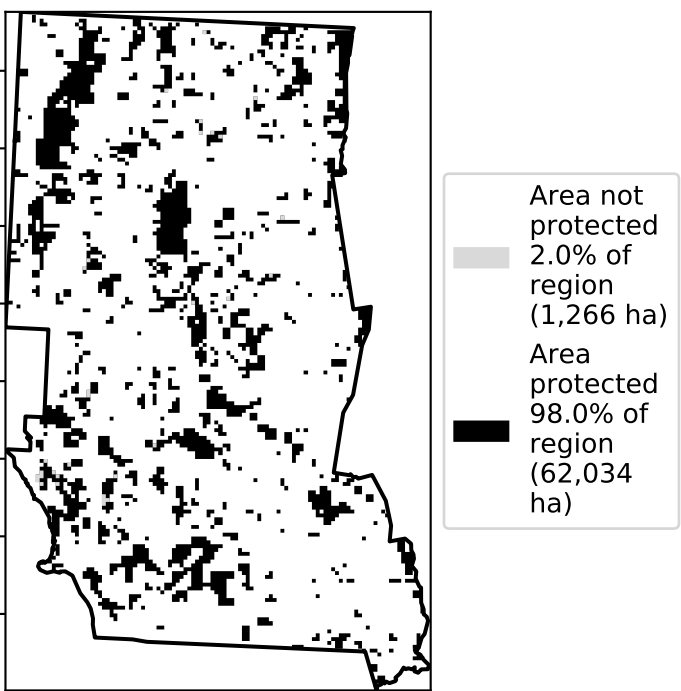 Area not
protected
2.0% of
region
(1,266 ha)
Area
protected
98.0% of
region
(62,034
ha)